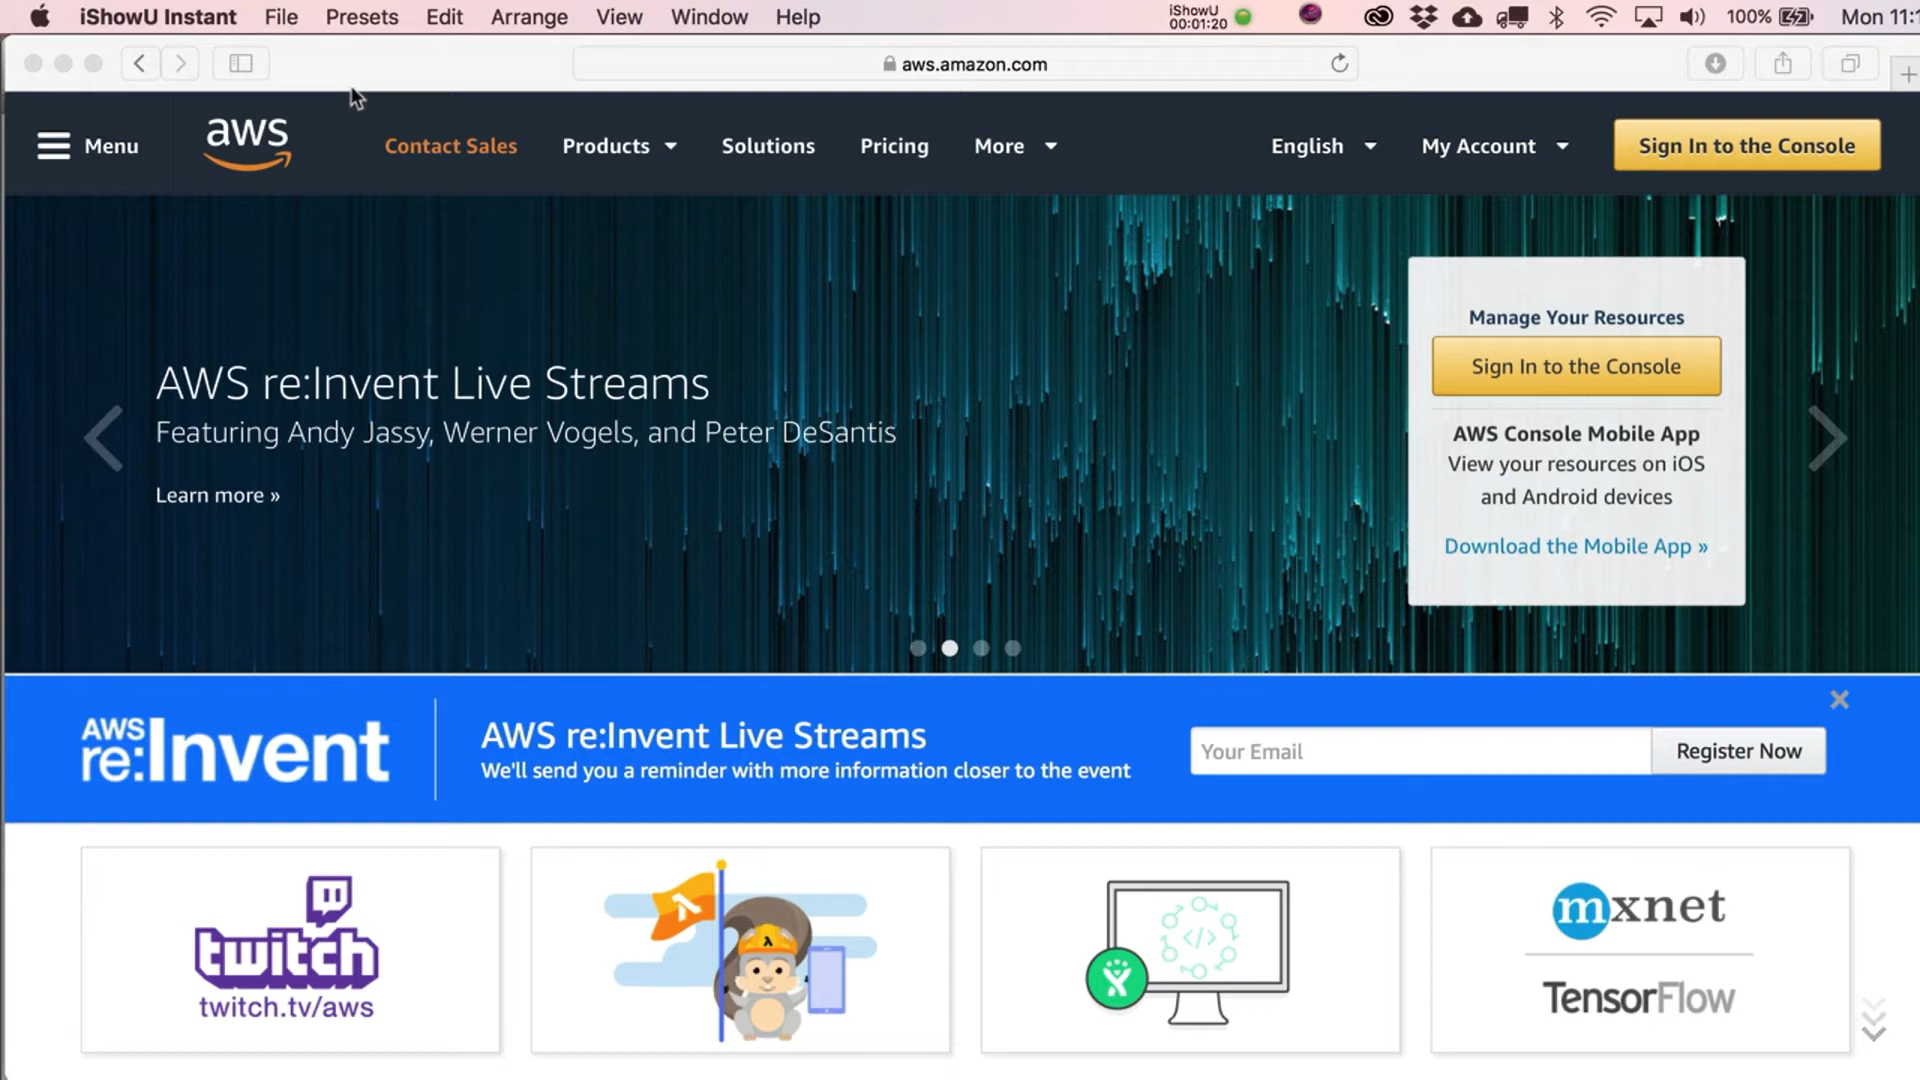 iShowU Instant File Presets Edit Arrange View Window Help iShowU 00:01:20 100% Mon 11:
aws.amazon.com
Menu aws Contact Sales Products Solutions Pricing More English My Account Sign In to the Console
Manage Your Resources
Sign In to the Console
AWS re:Invent Live Streams
Featuring Andy Jassy, Werner Vogels, and Peter DeSantis
Learn more »
AWS Console Mobile App
View your resources on iOS
and Android devices
Download the Mobile App »
AWS re:Invent
AWS re:Invent Live Streams
We'll send you a reminder with more information closer to the event
Your Email Register Now
twitch
twitch.tv/aws
mxnet
TensorFlow